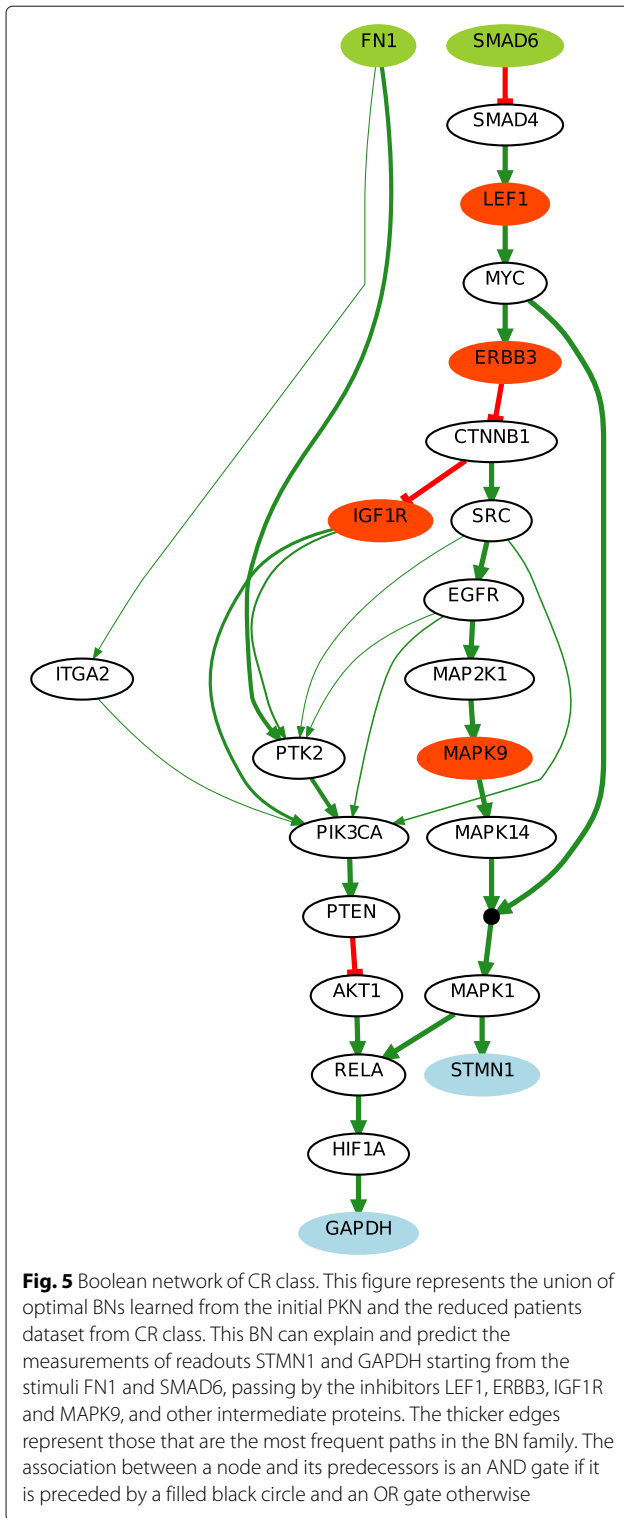 FN1
SMAD6
SMAD4
LEF1
MYC
ERBB3
CTNNB1
IGF1R
SRC
EGFR
ITGA2
MAP2K1
PTK2
MAPK9
PIK3CA
MAPK14
PTEN
AKT1
MAPK1
RELA
STMN1
HIF1A
GAPDH
Fig. 5 Boolean network of CR class. This figure represents the union of
optimal BNs learned from the initial PKN and the reduced patients
dataset from CR class. This BN can explain and predict the
measurements of readouts STMN1 and GAPDH starting from the
stimuli FN1 and SMAD6, passing by the inhibitors LEF1, ERBB3, IGF1R
and MAPK9, and other intermediate proteins. The thicker edges
represent those that are the most frequent paths in the BN family. The
association between a node and its predecessors is an AND gate if it
is preceded by a filled black circle and an OR gate otherwise